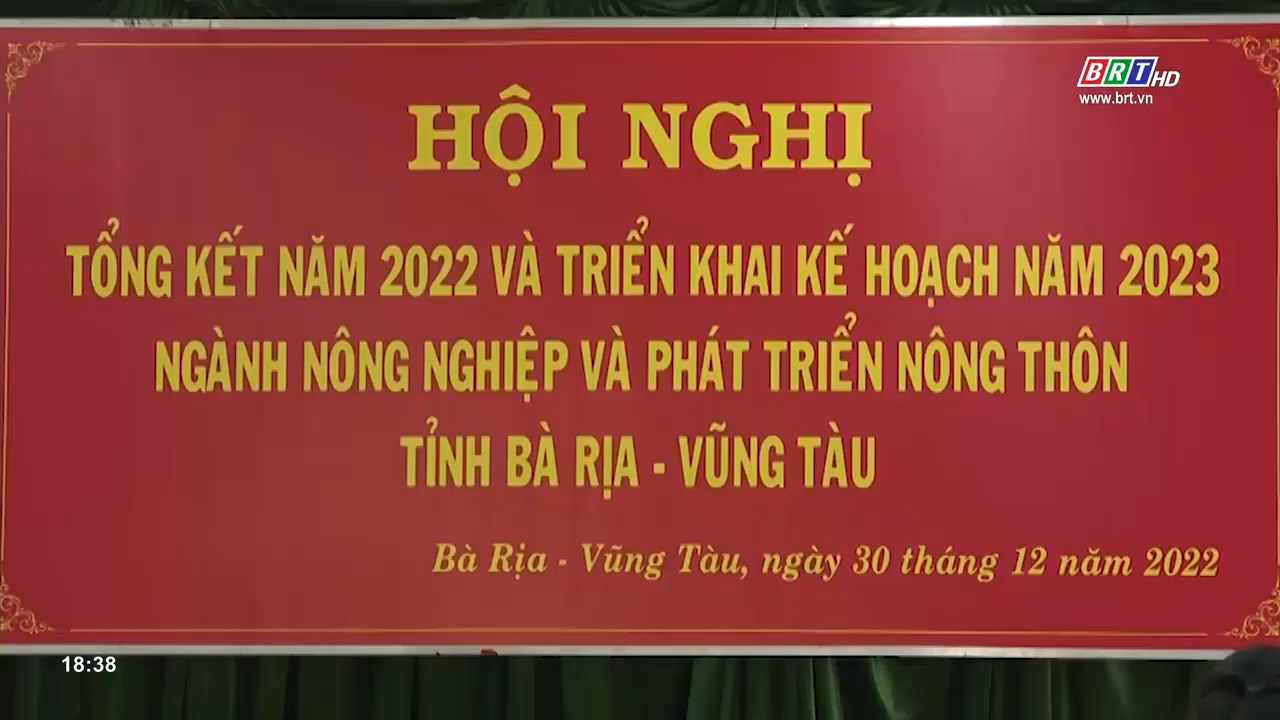 BRT HD
www.brt.vn
HỘI NGHỊ
TỔNG KẾT NĂM 2022 VÀ TRIỂN KHAI KẾ HOẠCH NĂM 2023
NGÀNH NÔNG NGHIỆP VÀ PHÁT TRIỂN NÔNG THÔN
TỈNH BÀ RỊA - VŨNG TÀU
Bà Rịa - Vũng Tàu, ngày 30 tháng 12 năm 2022
18:38